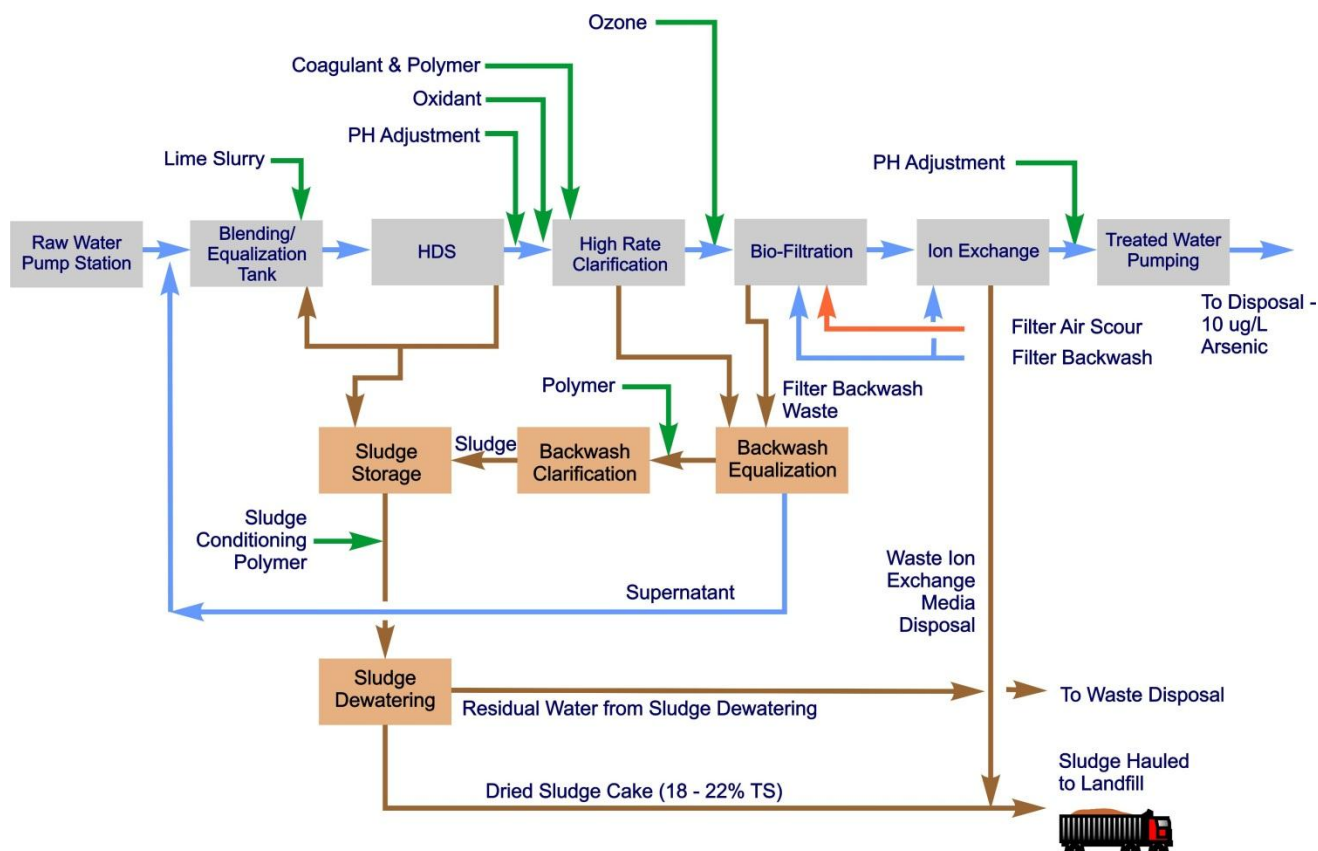 Ozone
Coagulant & Polymer
Oxidant
PH Adjustment
Lime Slurry
PH Adjustment
Raw Water
Pump Station
Blending/
Equalization
Tank
HDS
High Rate
Clarification
Bio-Filtration
Ion Exchange
Treated Water
Pumping
To Disposal -
10 ug/L
Arsenic
Filter Air Scour
Filter Backwash
Polymer
Filter Backwash
Waste
Sludge
Storage
Sludge
Backwash
Clarification
Backwash
Equalization
Sludge
Conditioning
Polymer
Supernatant
Waste Ion
Exchange
Media
Disposal
Sludge
Dewatering
Residual Water from Sludge Dewatering
To Waste Disposal
Dried Sludge Cake (18 - 22% TS)
Sludge Hauled
to Landfill